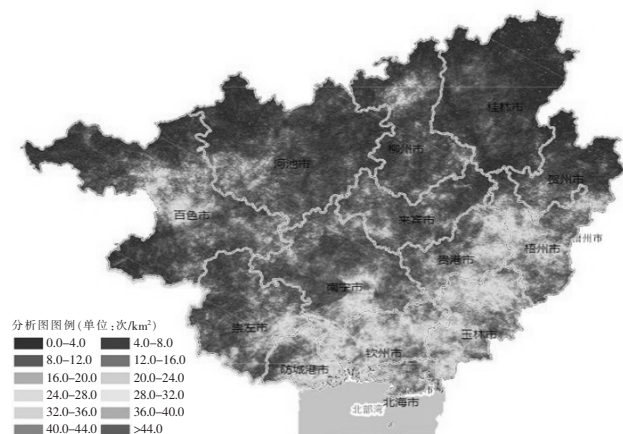 桂林市
河池市
柳州市
贺州市
百色市
来宾市
梧州市
贵港市
南宁市
崇左市
玉林市
钦州市
防城港市
北海市
北部湾
分析图图例(单位:次/km²)
0.0–4.0 4.0–8.0
8.0–12.0 12.0–16.0
16.0–20.0 20.0–24.0
24.0–28.0 28.0–32.0
32.0–36.0 36.0–40.0
40.0–44.0 >44.0